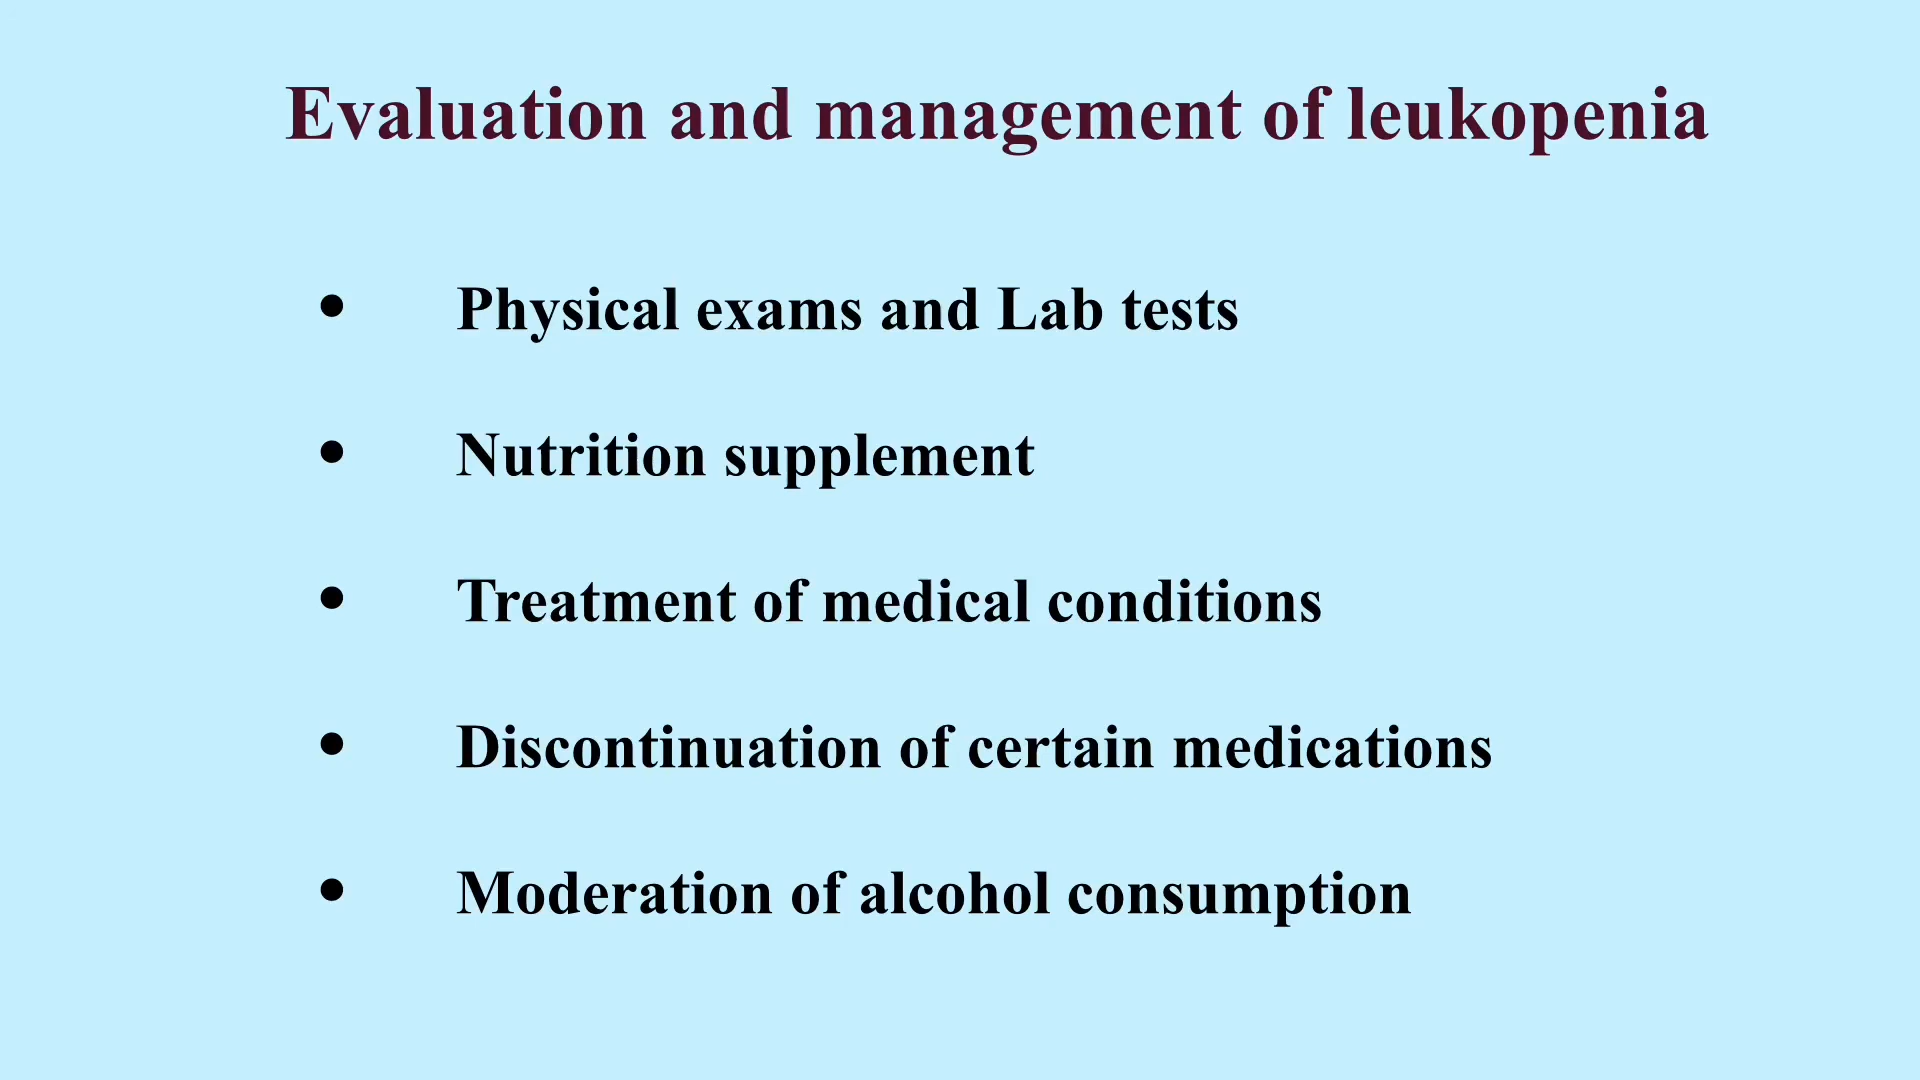 Evaluation and management of leukopenia
• Physical exams and Lab tests
• Nutrition supplement
• Treatment of medical conditions
• Discontinuation of certain medications
• Moderation of alcohol consumption